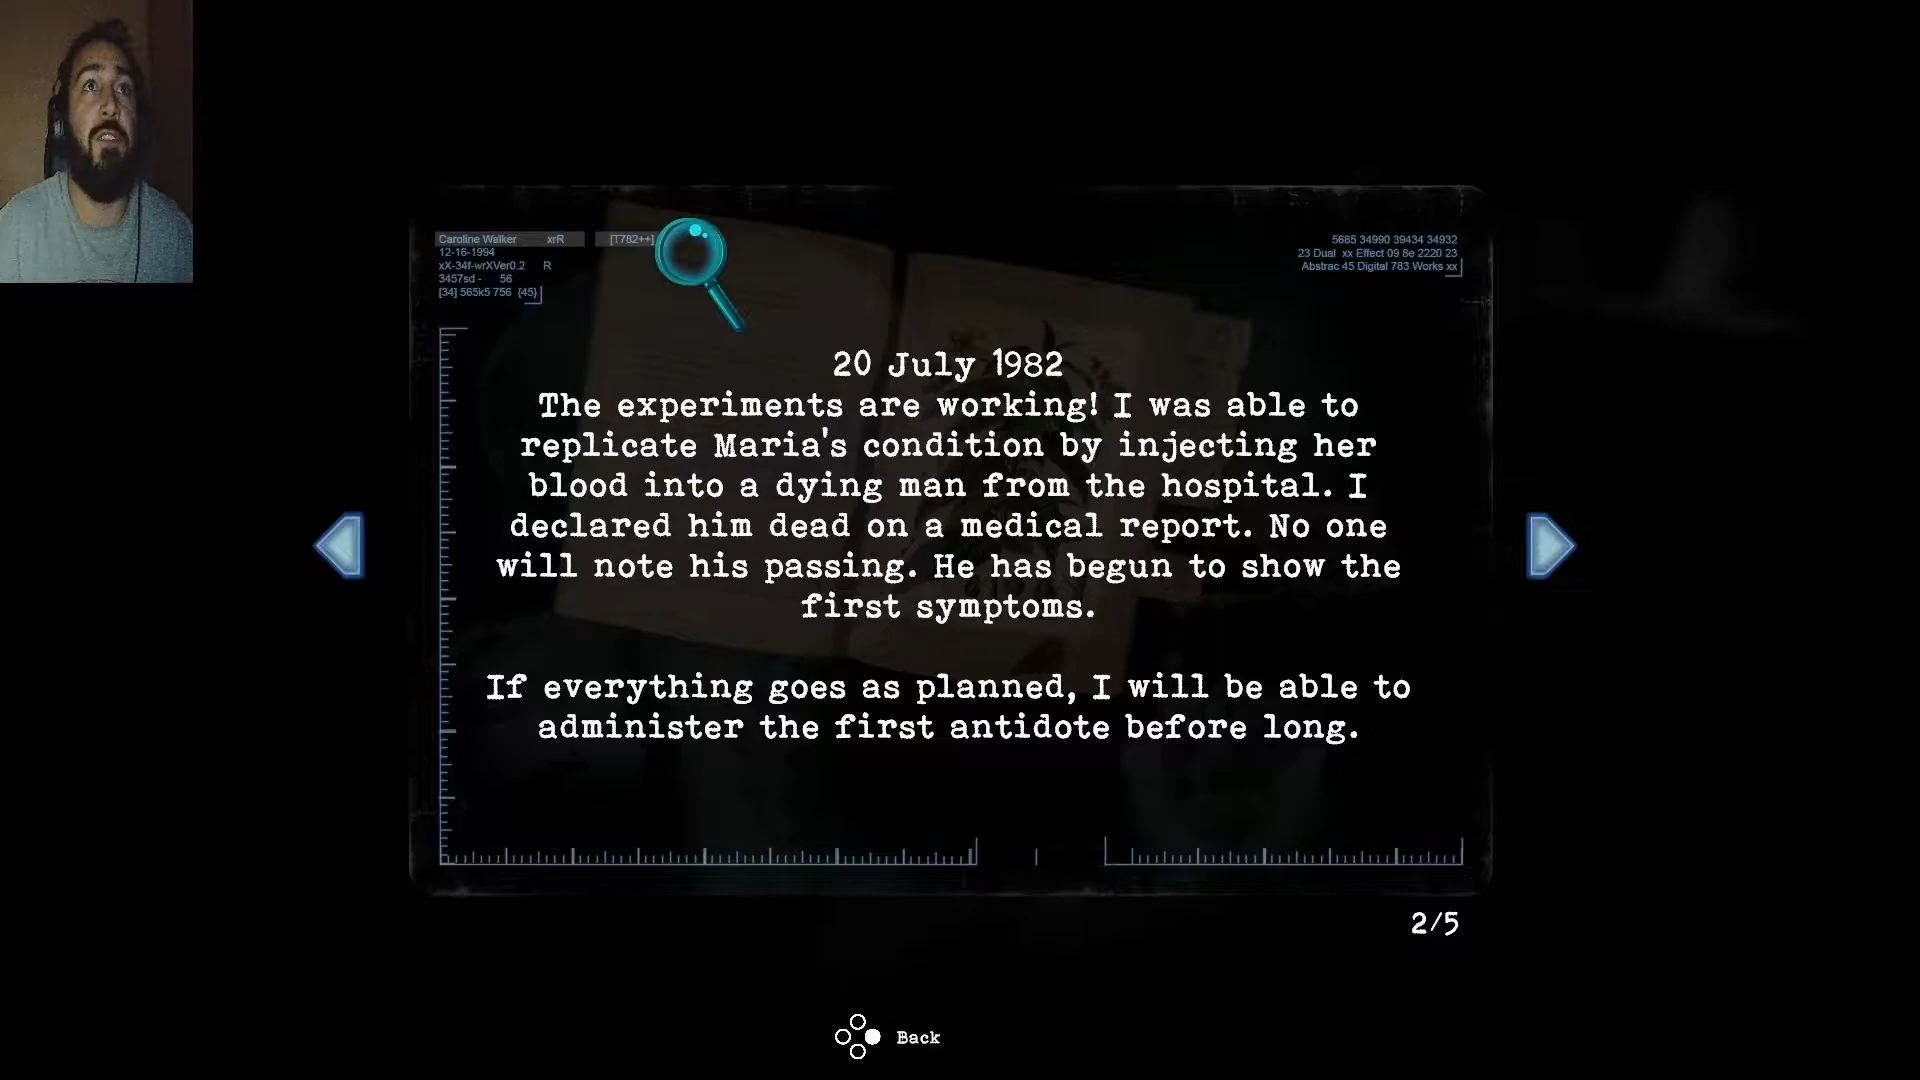 Caroline Walker xrR [T782++]
12-16-1994
xX-34f-wrXVer0.2 R
3457sd - 56
[34] 565k5 756 {45}
5685 34990 39434 34932
23 Dual xx Effect 09 8e 2220 23
Abstrac 45 Digital 783 Works xx
20 July 1982
The experiments are working! I was able to
replicate Maria's condition by injecting her
blood into a dying man from the hospital. I
declared him dead on a medical report. No one
will note his passing. He has begun to show the
first symptoms.
If everything goes as planned, I will be able to
administer the first antidote before long.
2/5
Back